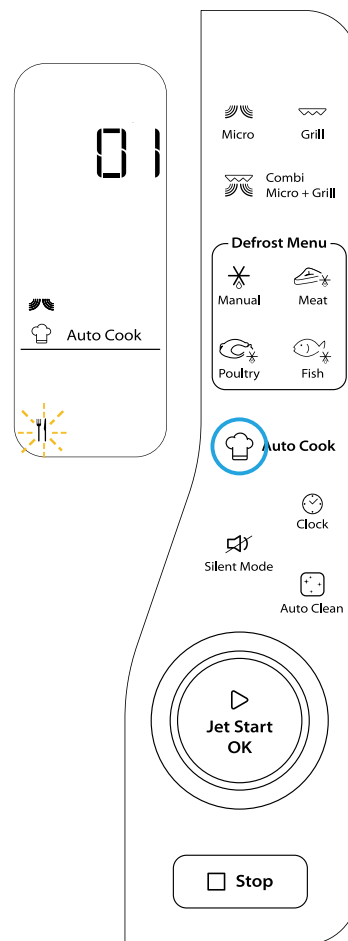 01
Auto Cook
Micro
Grill
Combi
Micro + Grill
Defrost Menu
Manual
Meat
Poultry
Fish
Auto Cook
Clock
Silent Mode
Auto Clean
Jet Start
OK
Stop